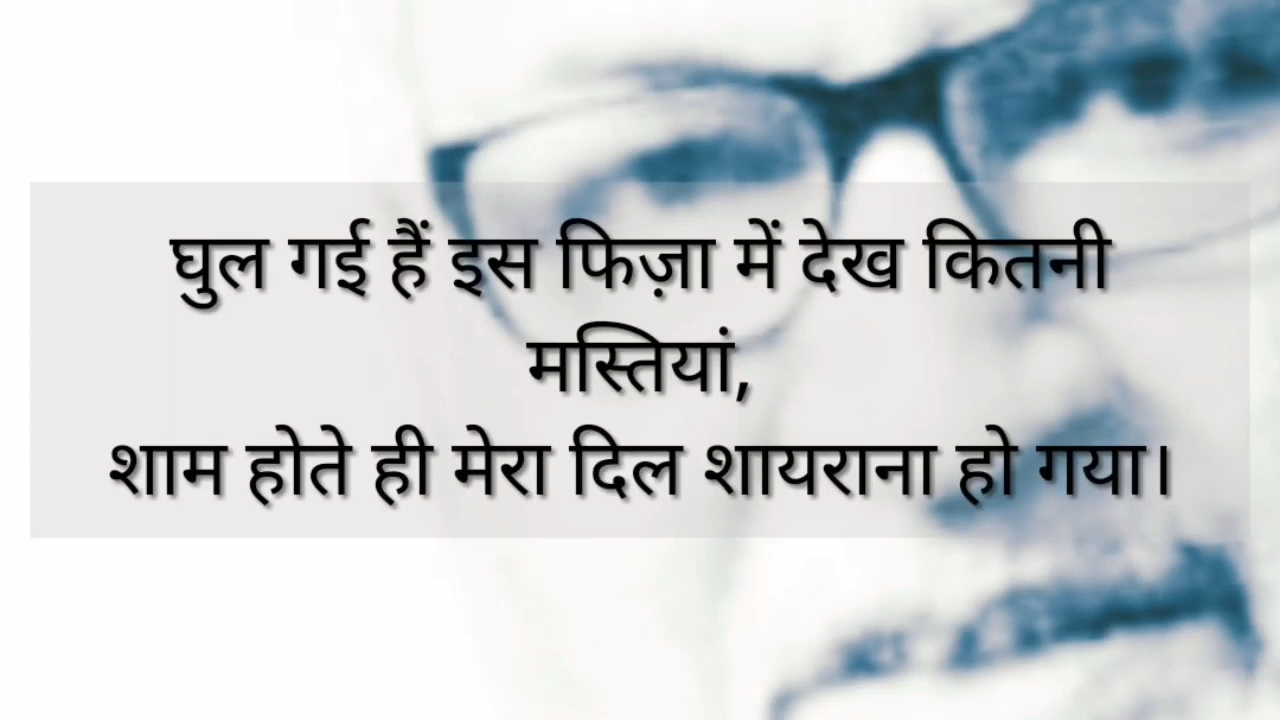 घुल गई हैं इस फिज़ा में देख कितनी
मस्तियां,
शाम होते ही मेरा दिल शायराना हो गया।